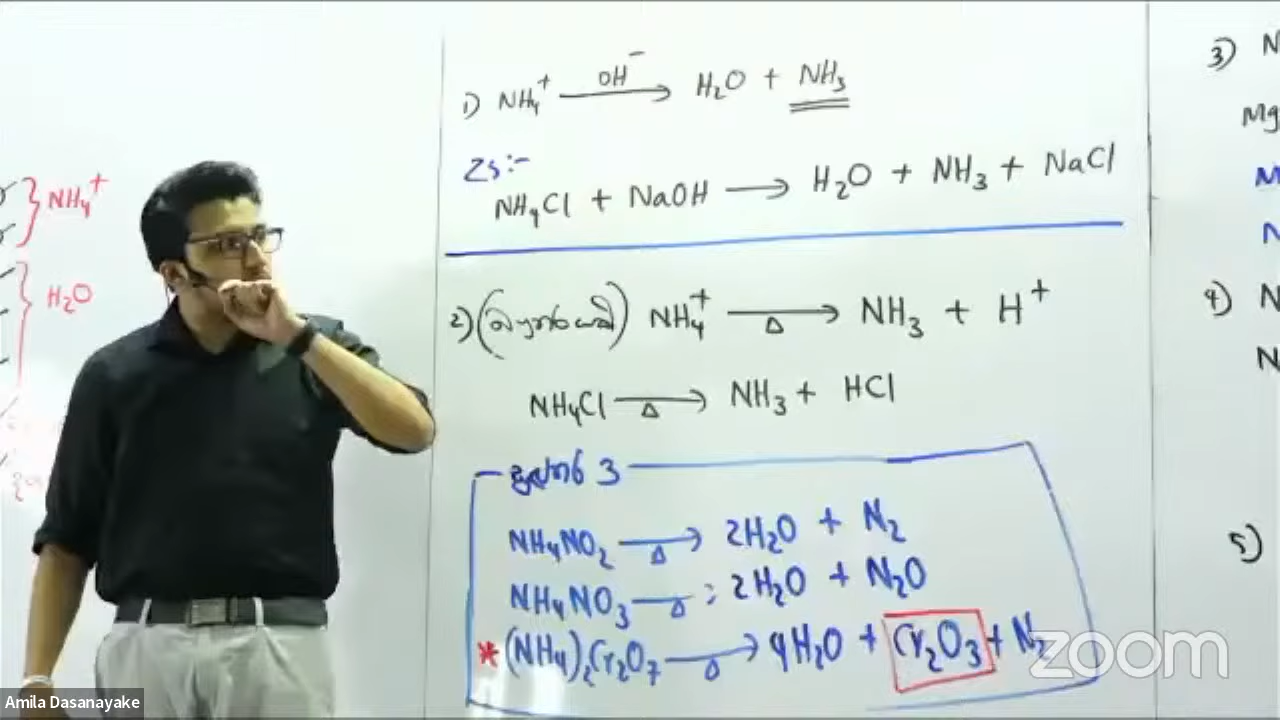 NH₄⁺
H₂O
1) NH₄⁺ —OH⁻→ H₂O + NH₃
NH₄Cl + NaOH → H₂O + NH₃ + NaCl
2) NH₄⁺ —Δ→ NH₃ + H⁺
NH₄Cl —Δ→ NH₃ + HCl
3
NH₄NO₂ —Δ→ 2H₂O + N₂
NH₄NO₃ —Δ→ 2H₂O + N₂O
* (NH₄)₂Cr₂O₇ —Δ→ 4H₂O + Cr₂O₃ + N₂
3) N
Mg
M
N
4) N
N
5)
zoom
Amila Dasanayake